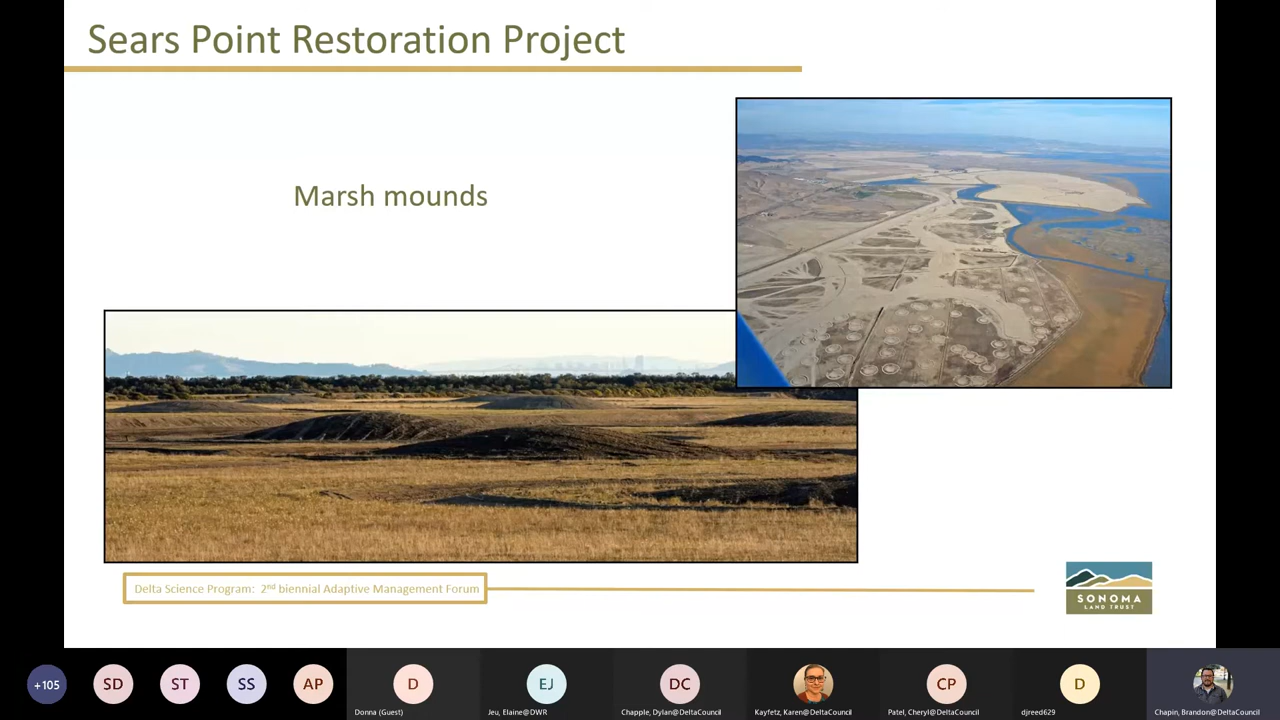 Sears Point Restoration Project
Marsh mounds
Delta Science Program: 2nd biennial Adaptive Management Forum
SONOMA
LAND TRUST
+105
SD
ST
SS
AP
D
EJ
DC
CP
D
Donna (Guest)
Jeu, Elaine@DWR
Chapple, Dylan@DeltaCouncil
Kayfetz, Karen@DeltaCouncil
Patel, Cheryl@DeltaCouncil
djreed629
Chapin, Brandon@DeltaCouncil